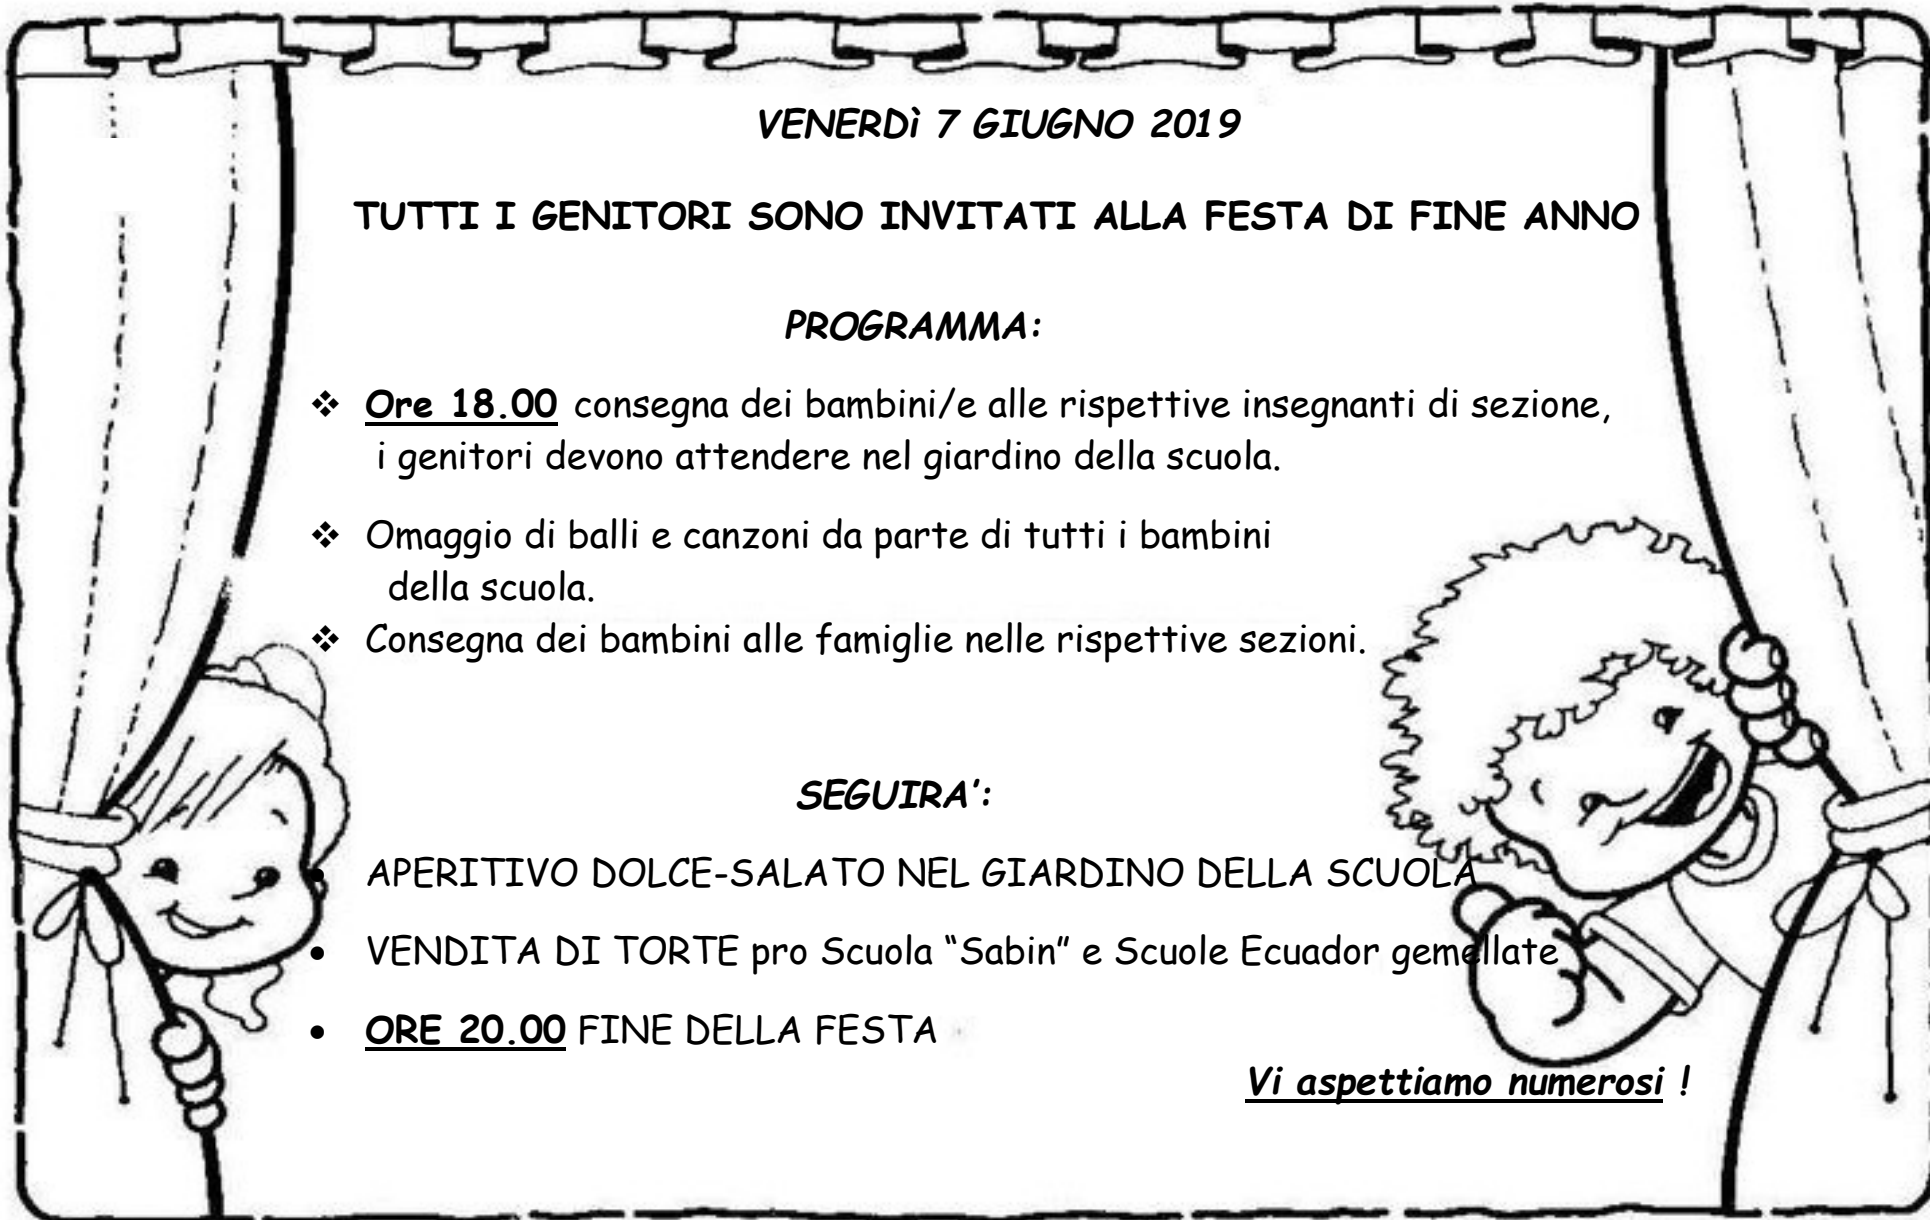 VENERDì 7 GIUGNO 2019
TUTTI I GENITORI SONO INVITATI ALLA FESTA DI FINE ANNO
PROGRAMMA:
❖ Ore 18.00 consegna dei bambini/e alle rispettive insegnanti di sezione,
i genitori devono attendere nel giardino della scuola.
❖ Omaggio di balli e canzoni da parte di tutti i bambini
della scuola.
❖ Consegna dei bambini alle famiglie nelle rispettive sezioni.
SEGUIRA’:
• APERITIVO DOLCE-SALATO NEL GIARDINO DELLA SCUOLA
• VENDITA DI TORTE pro Scuola “Sabin” e Scuole Ecuador gemellate
• ORE 20.00 FINE DELLA FESTA
Vi aspettiamo numerosi !